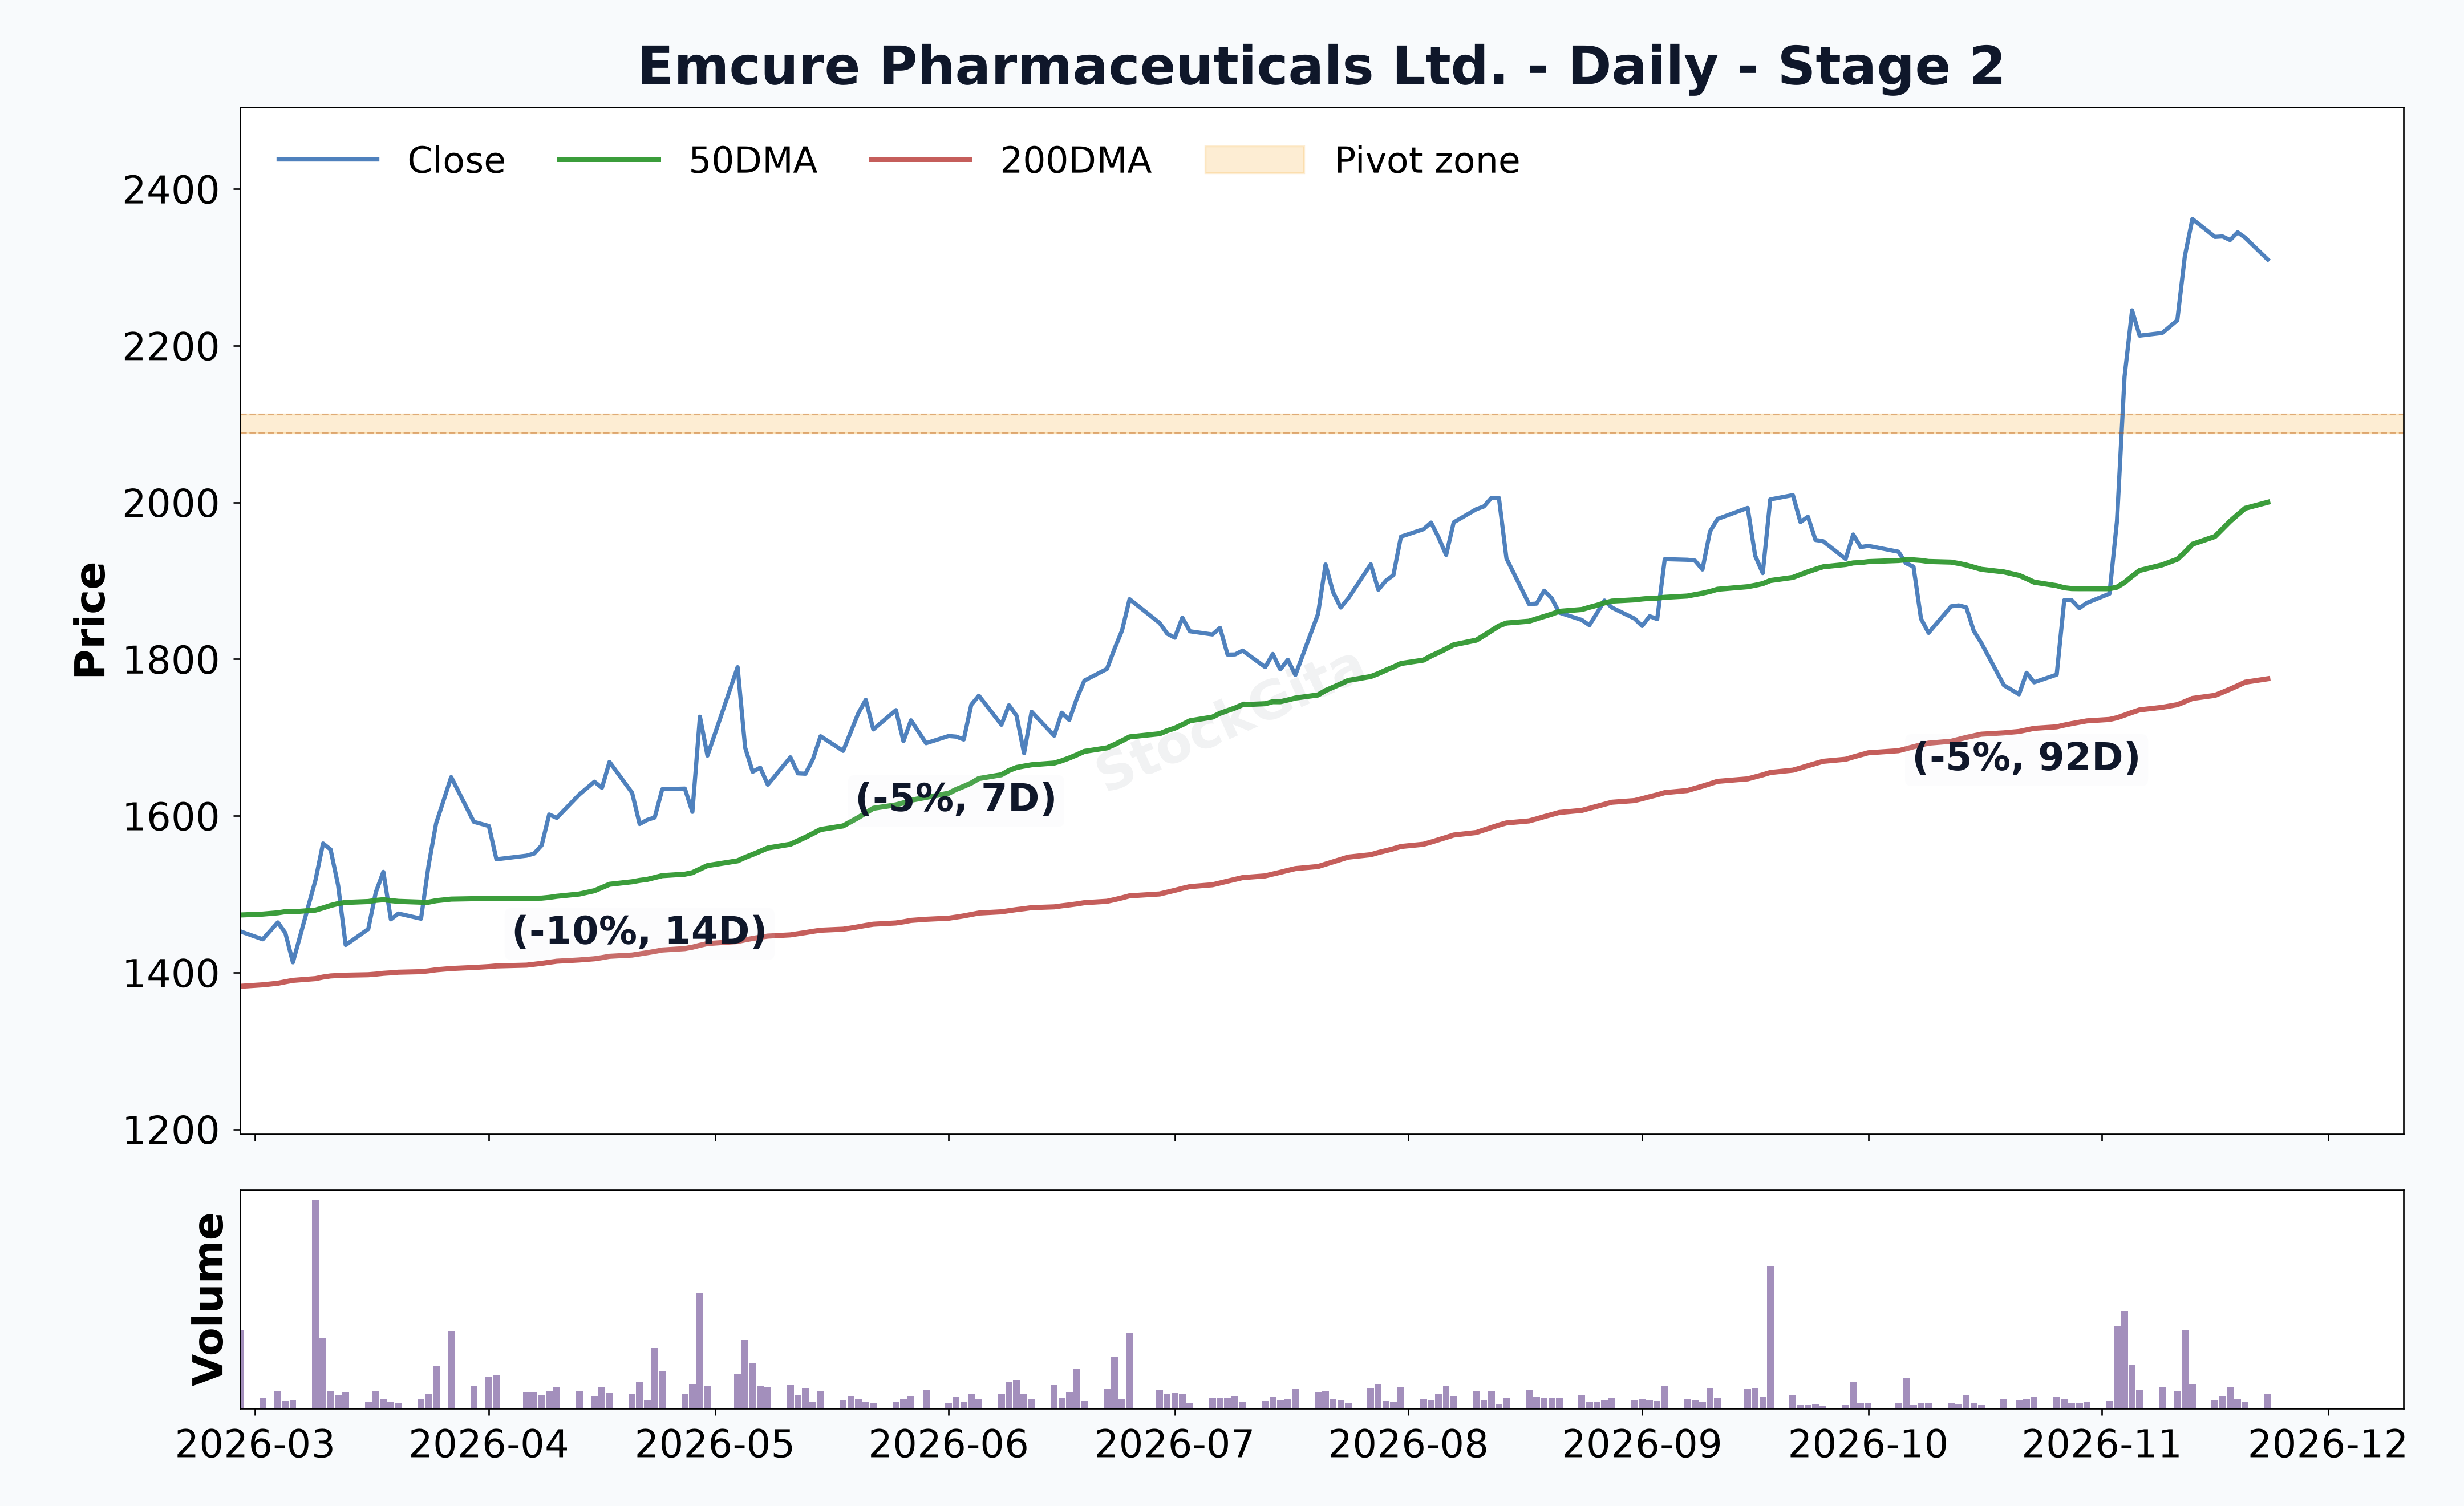 Emcure Pharmaceuticals Ltd. - Daily - Stage 2
Close 50DMA 200DMA Pivot zone
2400
2200
2000
1800
1600
1400
1200
Price
StockGita
(-5%, 92D)
(-5%, 7D)
(-10%, 14D)
Volume
2026-03 2026-04 2026-05 2026-06 2026-07 2026-08 2026-09 2026-10 2026-11 2026-12